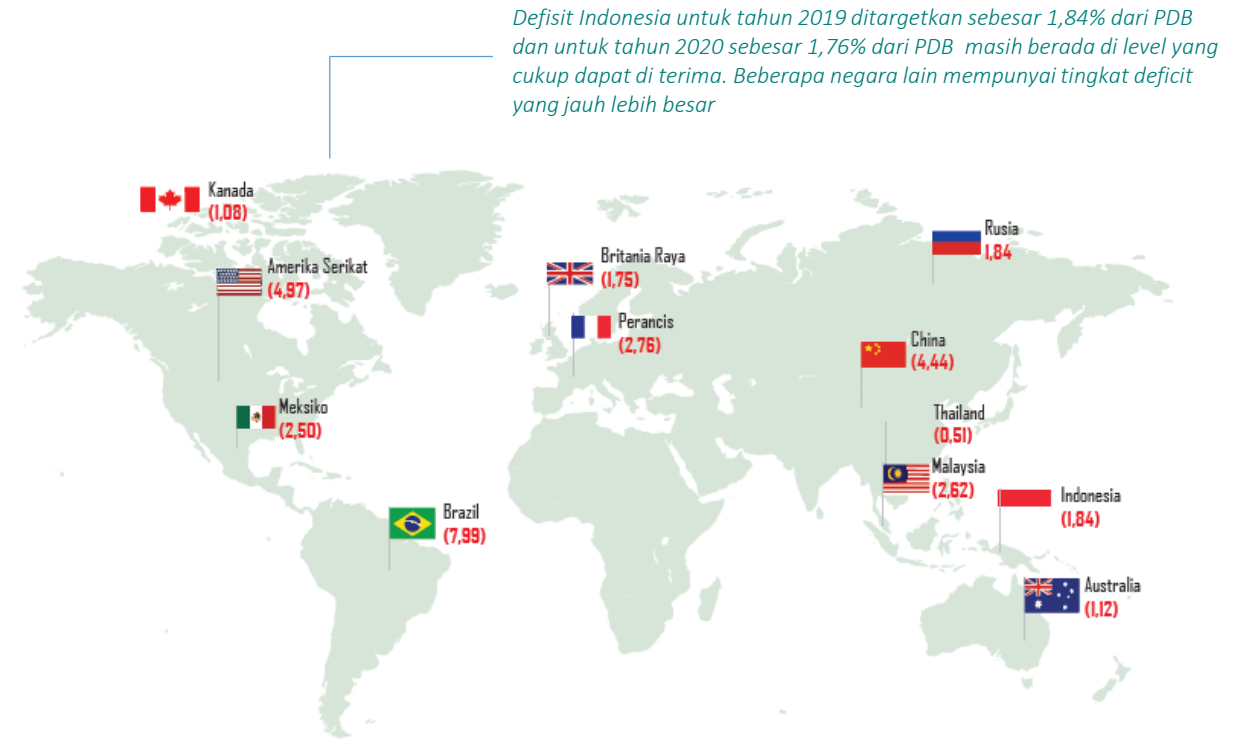 Defisit Indonesia untuk tahun 2019 ditargetkan sebesar 1,84% dari PDB
dan untuk tahun 2020 sebesar 1,76% dari PDB masih berada di level yang
cukup dapat di terima. Beberapa negara lain mempunyai tingkat deficit
yang jauh lebih besar
Kanada
(1,08)
Amerika Serikat
(4,97)
Meksiko
(2,50)
Brazil
(7,99)
Britania Raya
(1,75)
Perancis
(2,76)
Rusia
1,84
China
(4,44)
Thailand
(0,51)
Malaysia
(2,62)
Indonesia
(1,84)
Australia
(1,12)